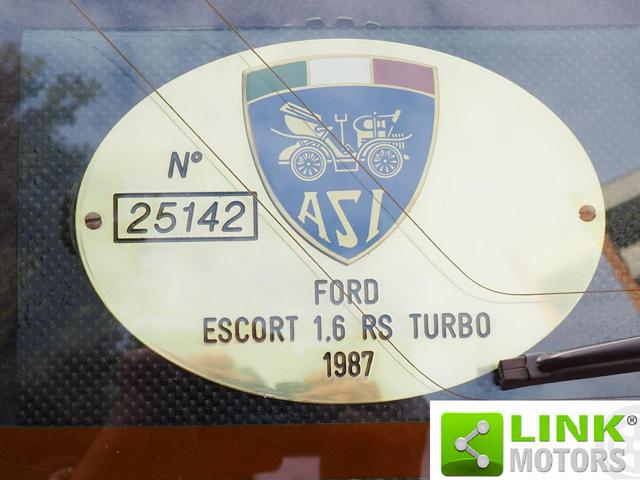 N°
25142
ASI
FORD
ESCORT 1.6 RS TURBO
1987
LINK®
MOTORS